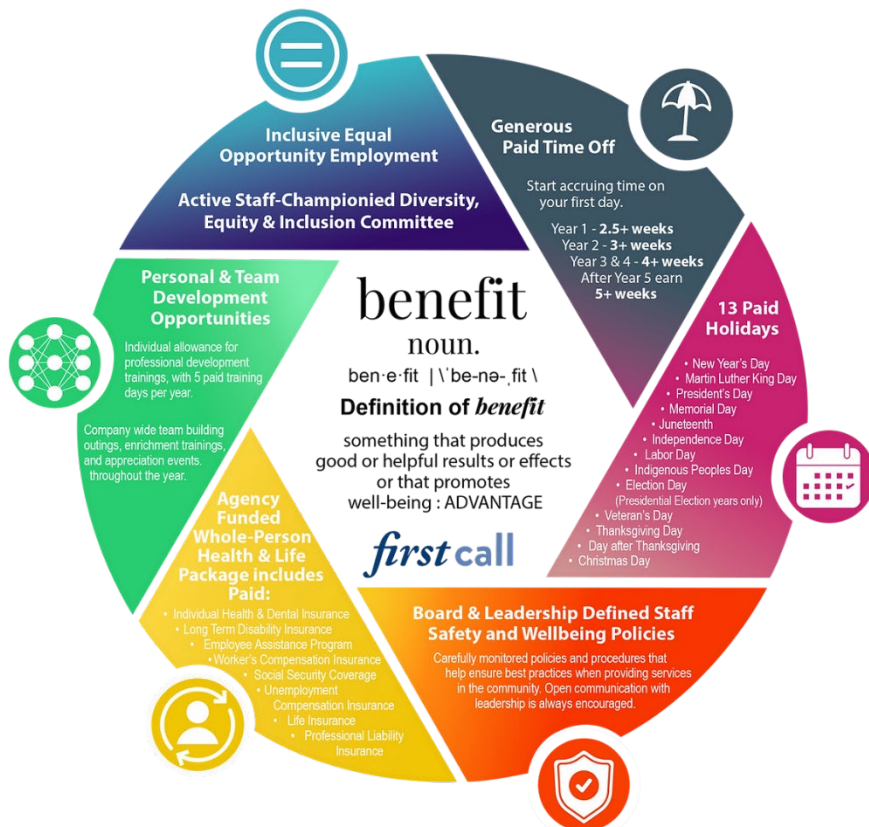 Inclusive Equal
Opportunity Employment
Active Staff-Championied Diversity,
Equity & Inclusion Committee
Generous
Paid Time Off
Start accruing time on
your first day.
Year 1 - 2.5+ weeks
Year 2 - 3+ weeks
Year 3 & 4 - 4+ weeks
After Year 5 earn
5+ weeks
13 Paid
Holidays
• New Year's Day
• Martin Luther King Day
• President's Day
• Memorial Day
• Juneteenth
• Independence Day
• Labor Day
• Indigenous Peoples Day
• Election Day
(Presidential Election years only)
• Veteran's Day
• Thanksgiving Day
• Day after Thanksgiving
• Christmas Day
Board & Leadership Defined Staff
Safety and Wellbeing Policies
Carefully monitored policies and procedures that
help ensure best practices when providing services
in the community. Open communication with
leadership is always encouraged.
Agency
Funded
Whole-Person
Health & Life
Package includes
Paid:
• Individual Health & Dental Insurance
• Long Term Disability Insurance
• Employee Assistance Program
• Worker's Compensation Insurance
• Social Security Coverage
• Unemployment
Compensation Insurance
• Life Insurance
• Professional Liability
Insurance
Personal & Team
Development
Opportunities
Individual allowance for
professional development
trainings, with 5 paid training
days per year.
Company wide team building
outings, enrichment trainings,
and appreciation events.
throughout the year.
benefit
noun.
ben·e·fit | \ˈbe-nə-ˌfit \
Definition of benefit
something that produces
good or helpful results or effects
or that promotes
well-being : ADVANTAGE
first call